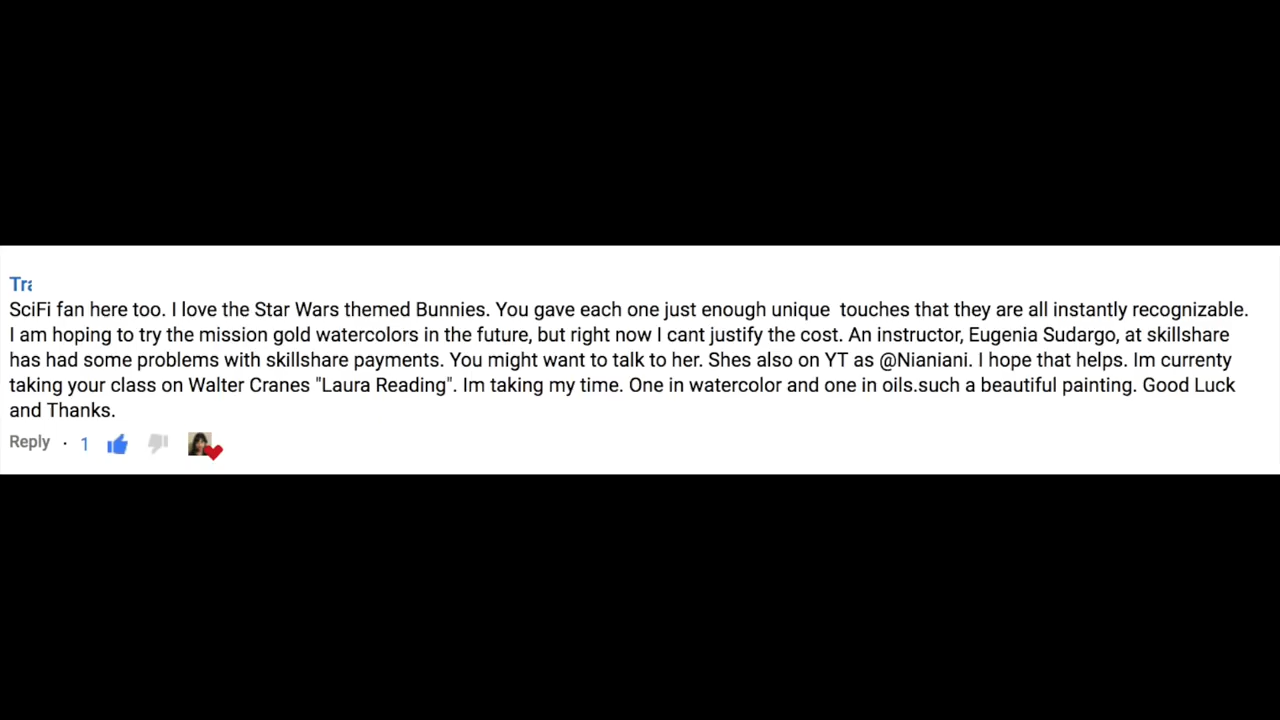 Tra
SciFi fan here too. I love the Star Wars themed Bunnies. You gave each one just enough unique  touches that they are all instantly recognizable.
I am hoping to try the mission gold watercolors in the future, but right now I cant justify the cost. An instructor, Eugenia Sudargo, at skillshare
has had some problems with skillshare payments. You might want to talk to her. Shes also on YT as @Nianiani. I hope that helps. Im currenty
taking your class on Walter Cranes "Laura Reading". Im taking my time. One in watercolor and one in oils.such a beautiful painting. Good Luck
and Thanks.
Reply · 1